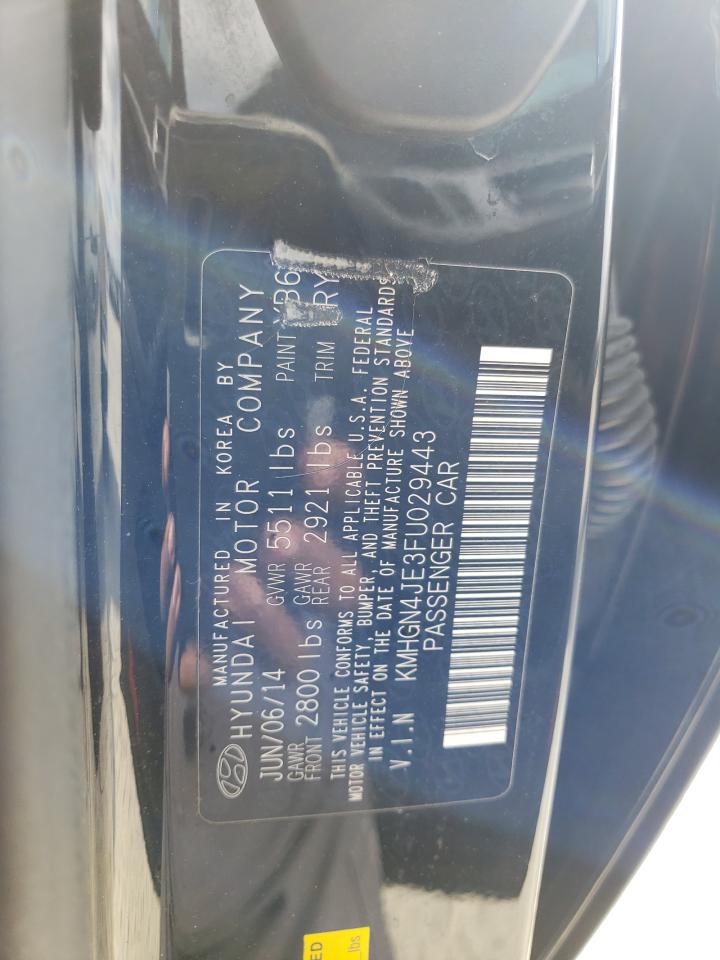 MANUFACTURED IN KOREA BY
HYUNDAI MOTOR COMPANY
JUN/06/14 GVWR 5511 lbs PAINT
GAWR FRONT 2800 lbs GAWR REAR 2921 lbs TRIM RY
THIS VEHICLE CONFORMS TO ALL APPLICABLE U.S.A. FEDERAL
MOTOR VEHICLE SAFETY, BUMPER, AND THEFT PREVENTION STANDARDS
IN EFFECT ON THE DATE OF MANUFACTURE SHOWN ABOVE
V.I.N KMHGN4JE3FU029443
PASSENGER CAR
lbs